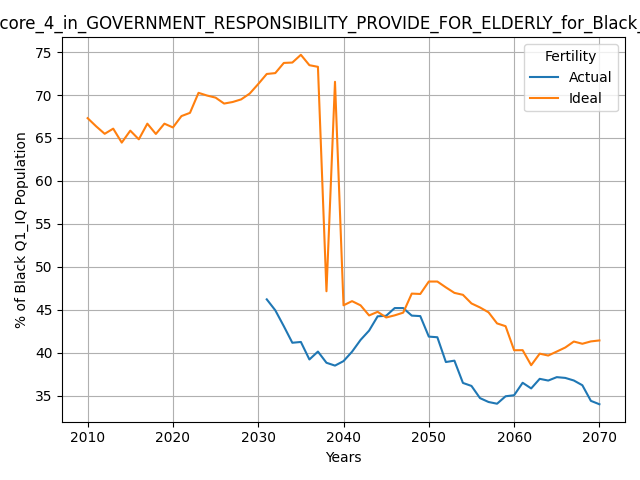 core_4_in_GOVERNMENT_RESPONSIBILITY_PROVIDE_FOR_ELDERLY_for_Black_
Fertility
Actual
Ideal
% of Black Q1_IQ Population
75
70
65
60
55
50
45
40
35
2010
2020
2030
2040
2050
2060
2070
Years